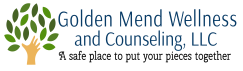 Golden Mend Wellness
and Counseling, LLC
A safe place to put your pieces together